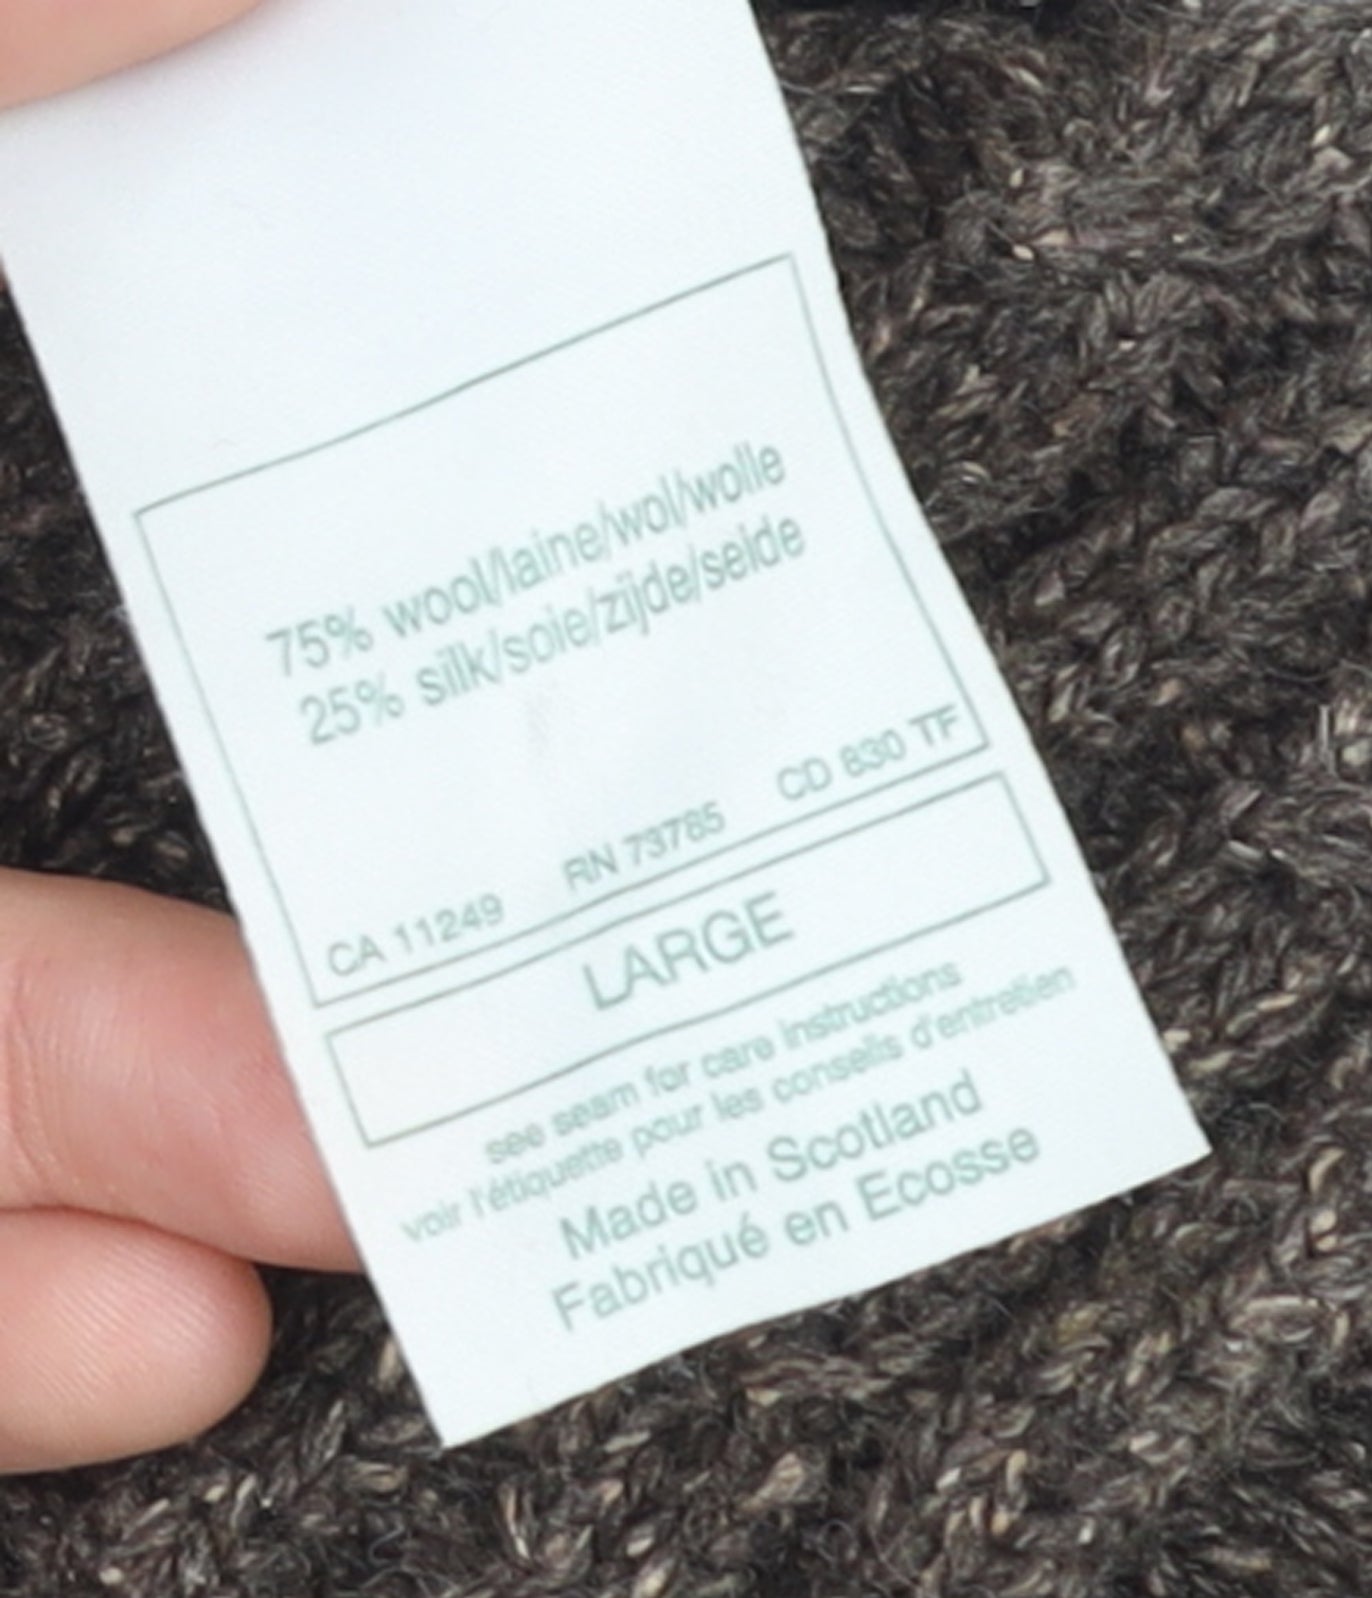 75% wool/laine/wol/wolle
25% silk/soie/zijde/seide
CA 11249 RN 73785 CD 830 TF
LARGE
see seam for care instructions
voir l'étiquette pour les conseils d'entretien
Made in Scotland
Fabriqué en Ecosse